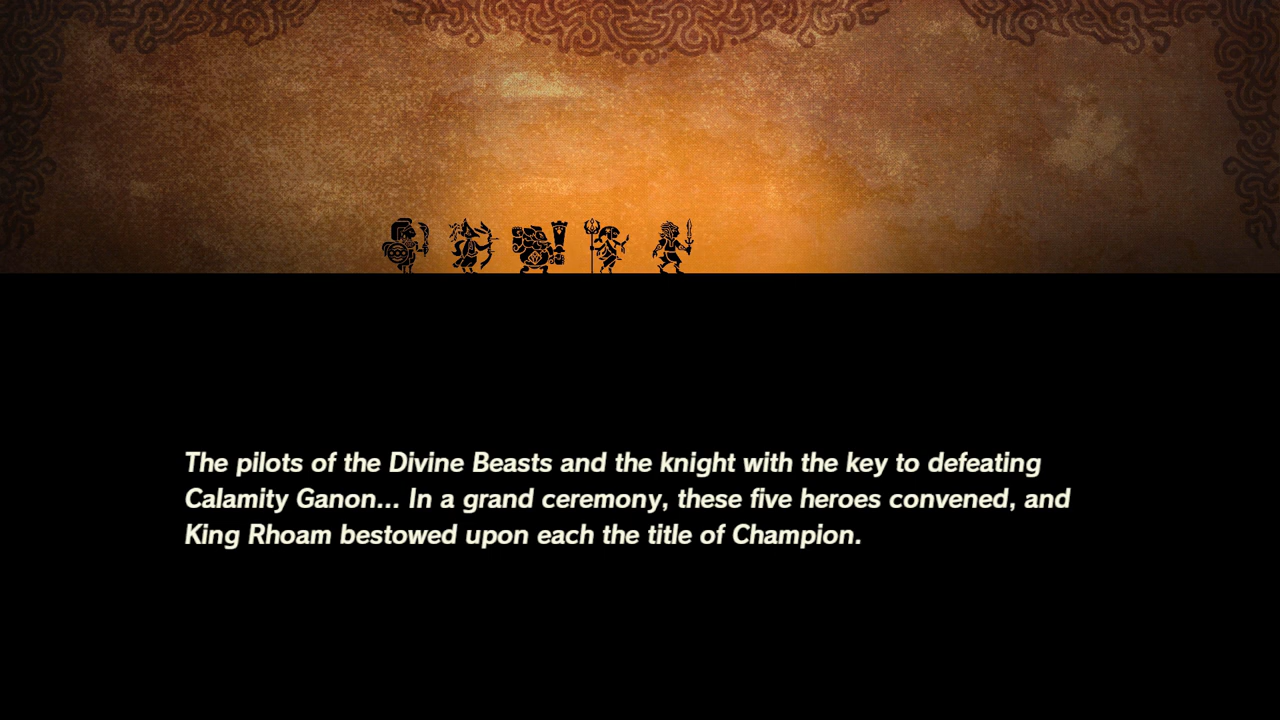 The pilots of the Divine Beasts and the knight with the key to defeating
Calamity Ganon... In a grand ceremony, these five heroes convened, and
King Rhoam bestowed upon each the title of Champion.